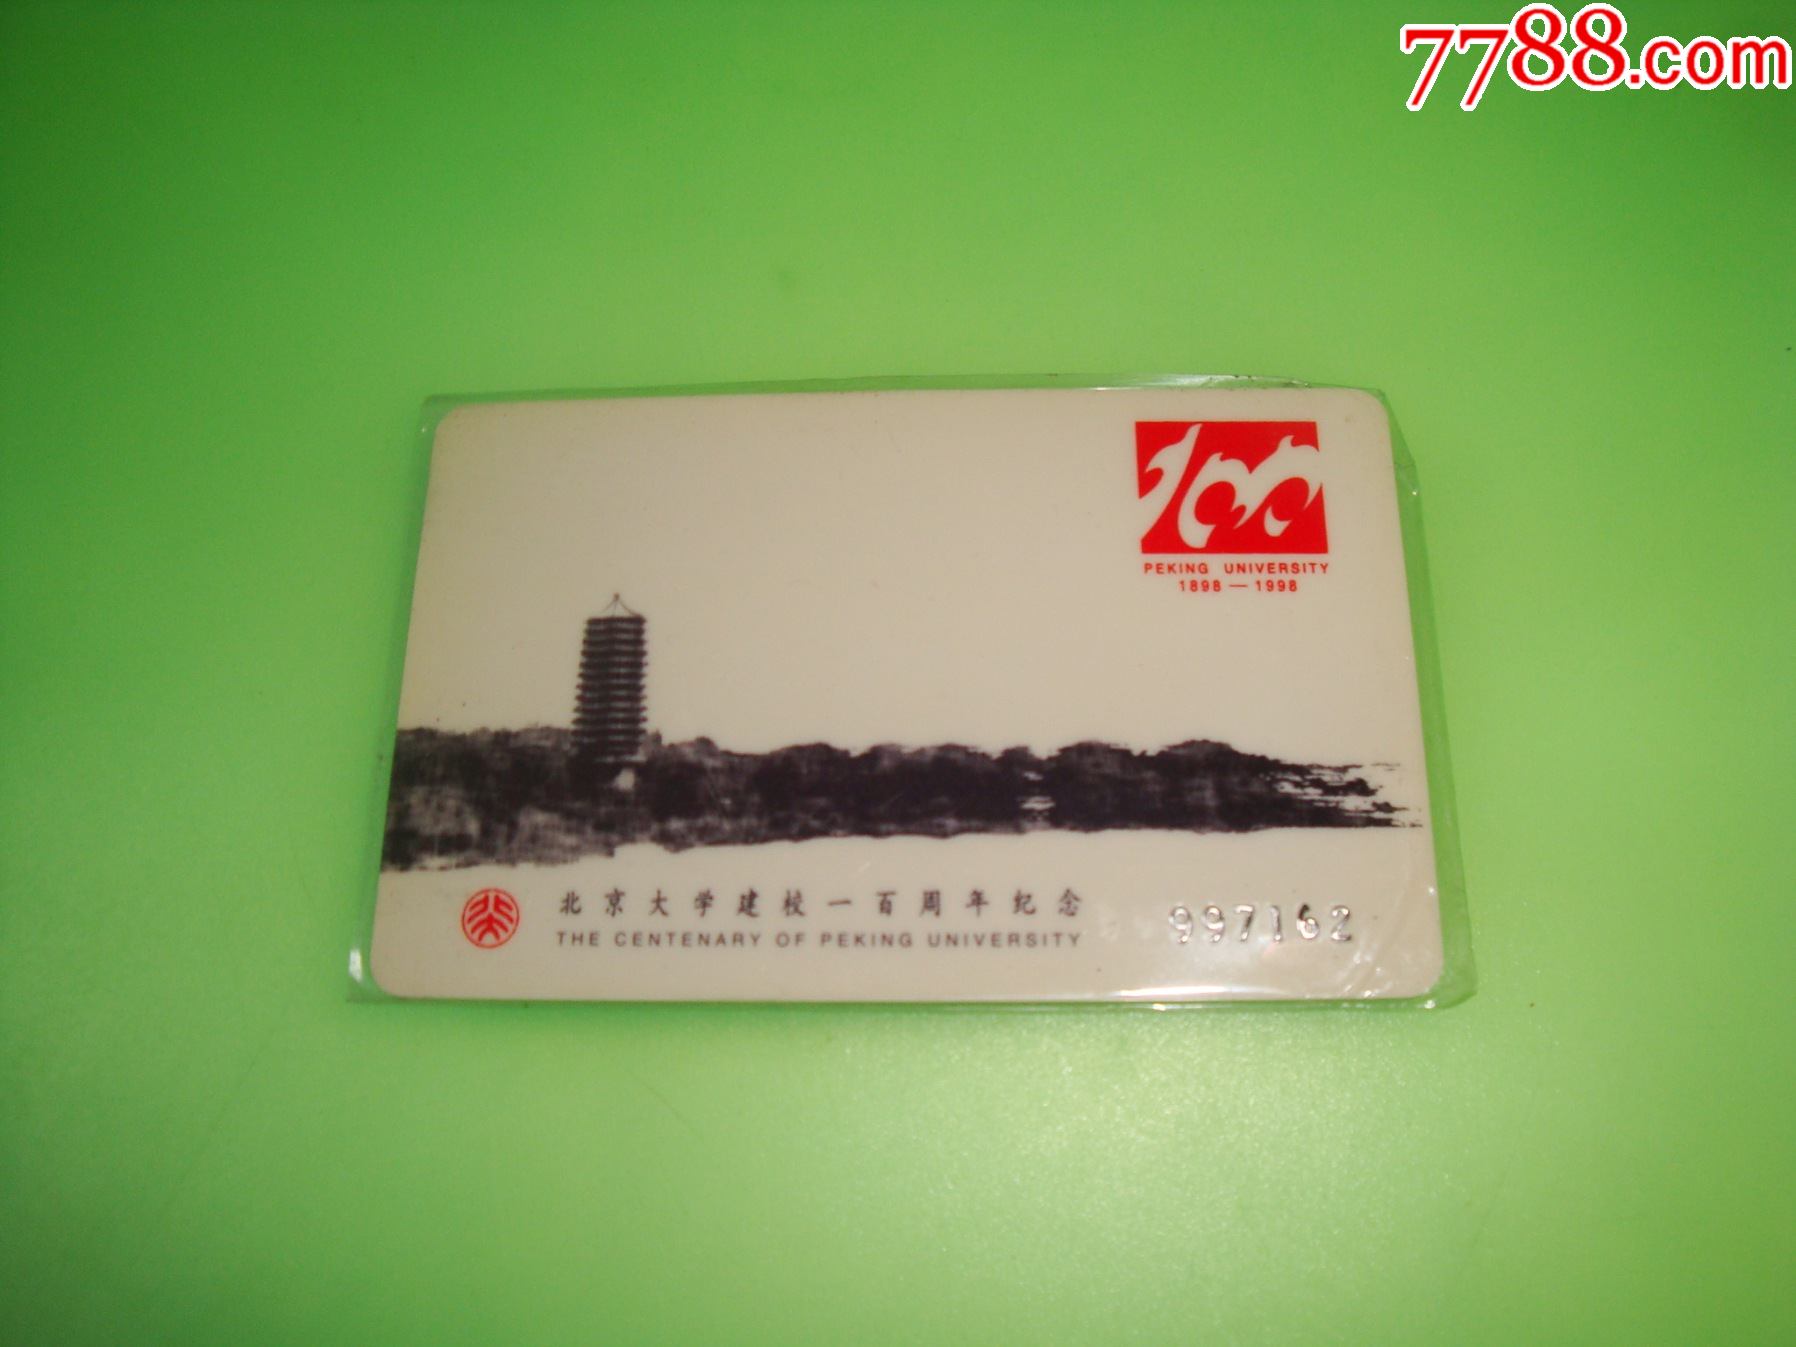 7788.com
100
PEKING UNIVERSITY
1898 — 1998
北京大学建校一百周年纪念
THE CENTENARY OF PEKING UNIVERSITY
997162